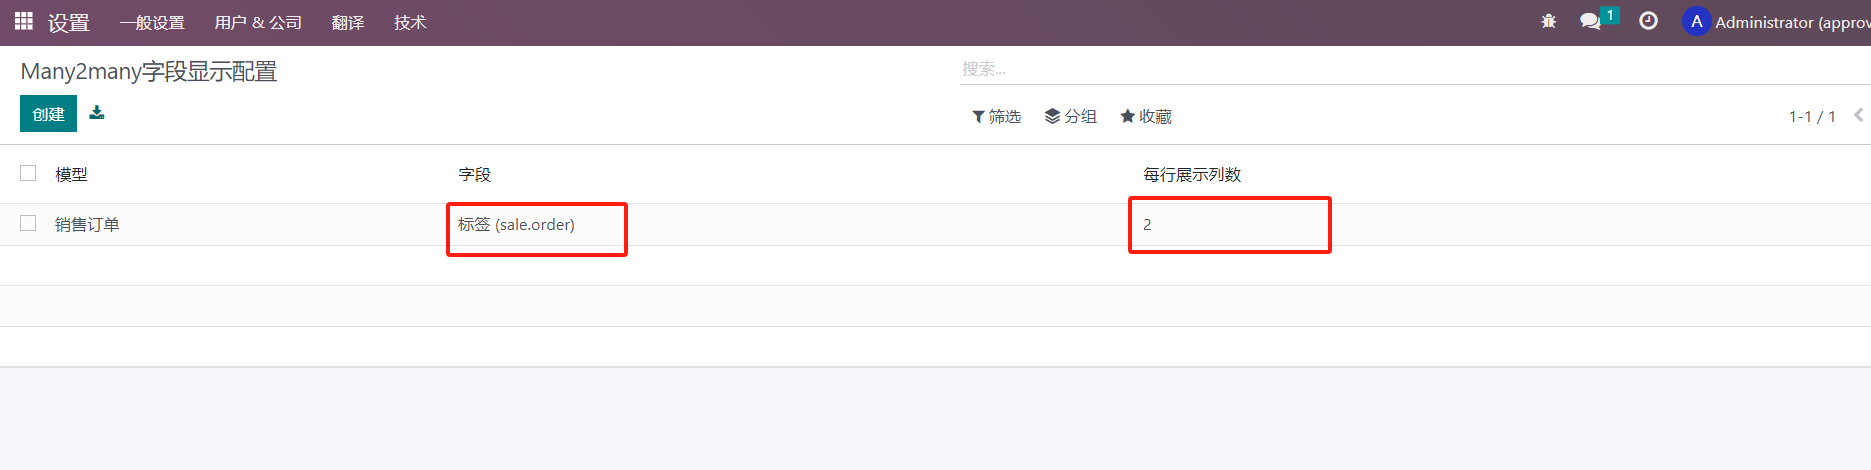 设置 一般设置 用户 & 公司 翻译 技术 1 A Administrator (approv
Many2many字段显示配置 搜索...
创建 筛选 分组 收藏 1-1 / 1
模型 字段 每行展示列数
销售订单 标签 (sale.order) 2